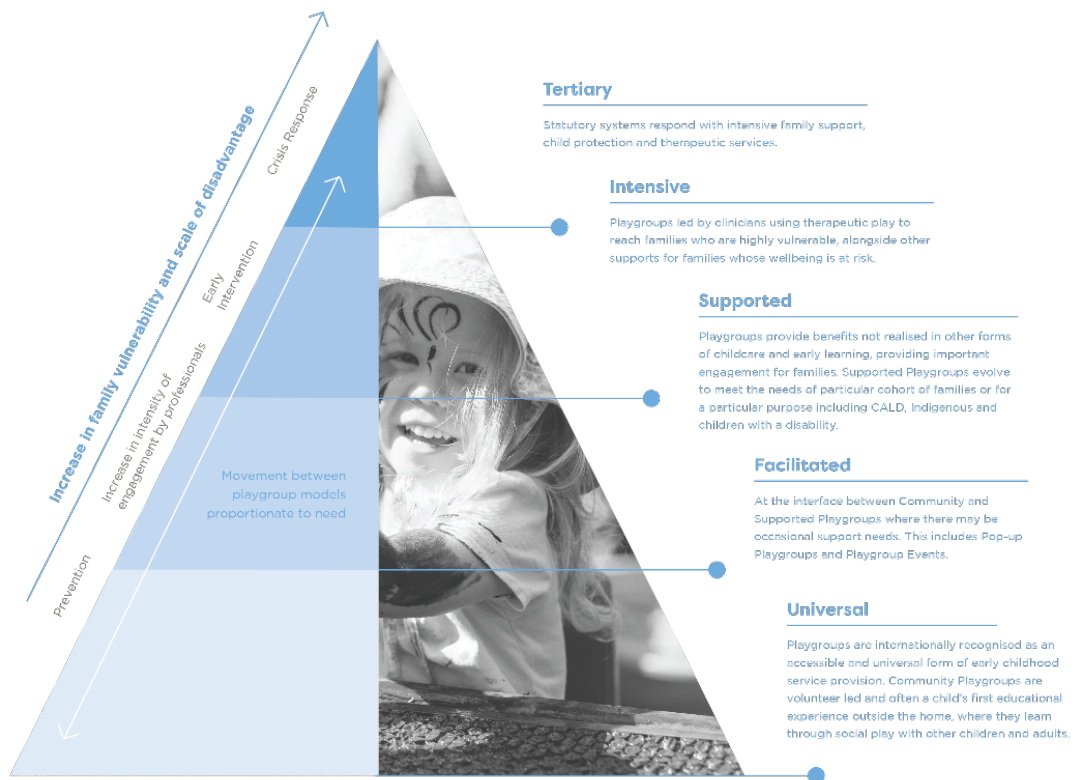 Increase in family vulnerability and scale of disadvantage
Crisis Response
Early
Intervention
Increase in intensity of
engagement by professionals
Prevention
Movement between
playgroup models
proportionate to need
Tertiary
Statutory systems respond with intensive family support,
child protection and therapeutic services.
Intensive
Playgroups led by clinicians using therapeutic play to
reach families who are highly vulnerable, alongside other
supports for families whose wellbeing is at risk.
Supported
Playgroups provide benefits not realised in other forms
of childcare and early learning, providing important
engagement for families. Supported Playgroups evolve
to meet the needs of particular cohort of families or for
a particular purpose including CALD, Indigenous and
children with a disability.
Facilitated
At the interface between Community and
Supported Playgroups where there may be
occasional support needs. This includes Pop-up
Playgroups and Playgroup Events.
Universal
Playgroups are internationally recognised as an
accessible and universal form of early childhood
service provision. Community Playgroups are
volunteer led and often a child's first educational
experience outside the home, where they learn
through social play with other children and adults.